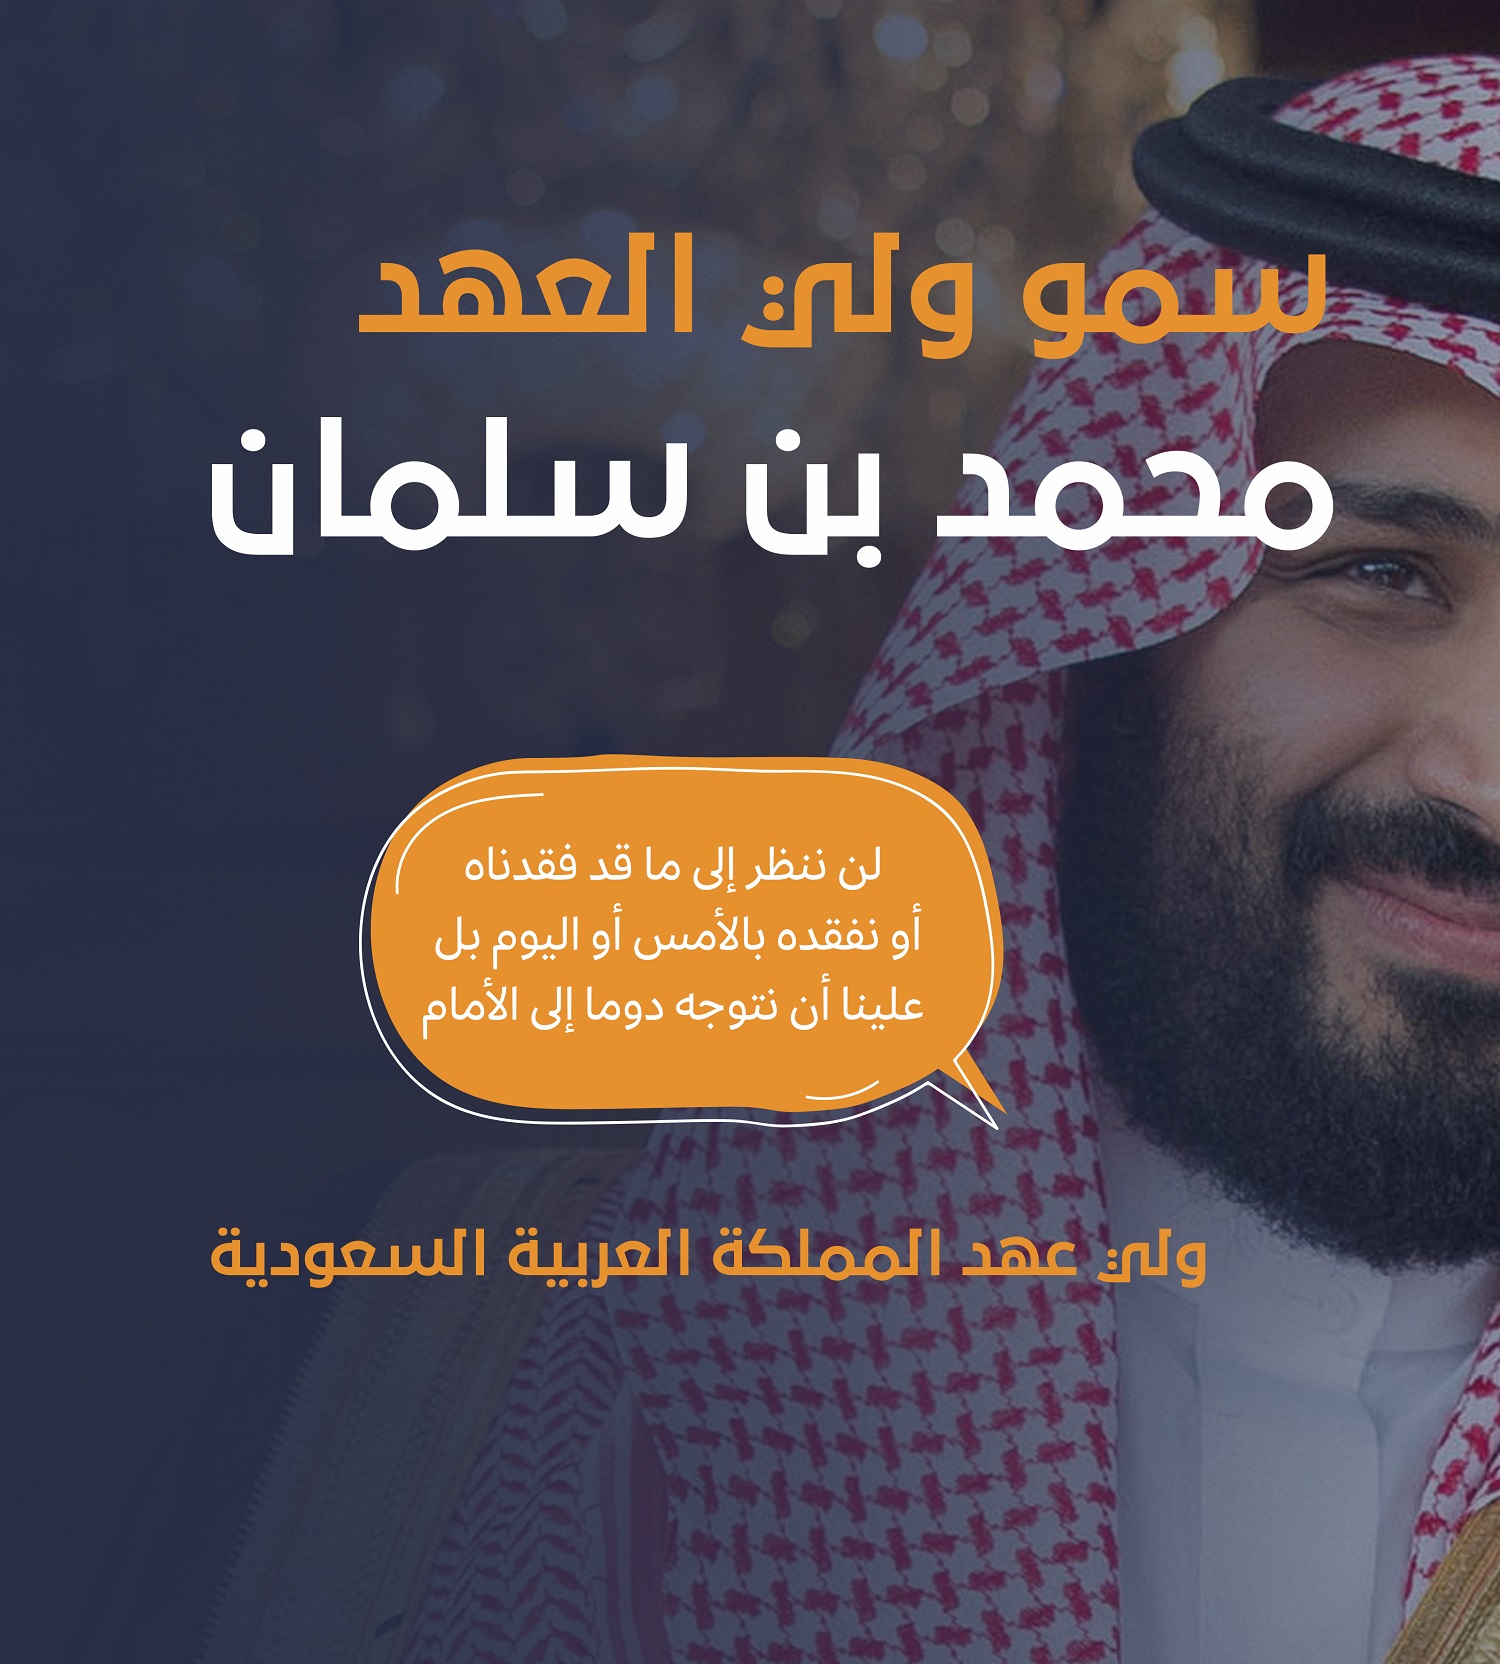 سمو ولي العهد
محمد بن سلمان
لن ننظر إلى ما قد فقدناه
أو نفقده بالأمس أو اليوم بل
علينا أن نتوجه دوما إلى الأمام
ولي عهد المملكة العربية السعودية